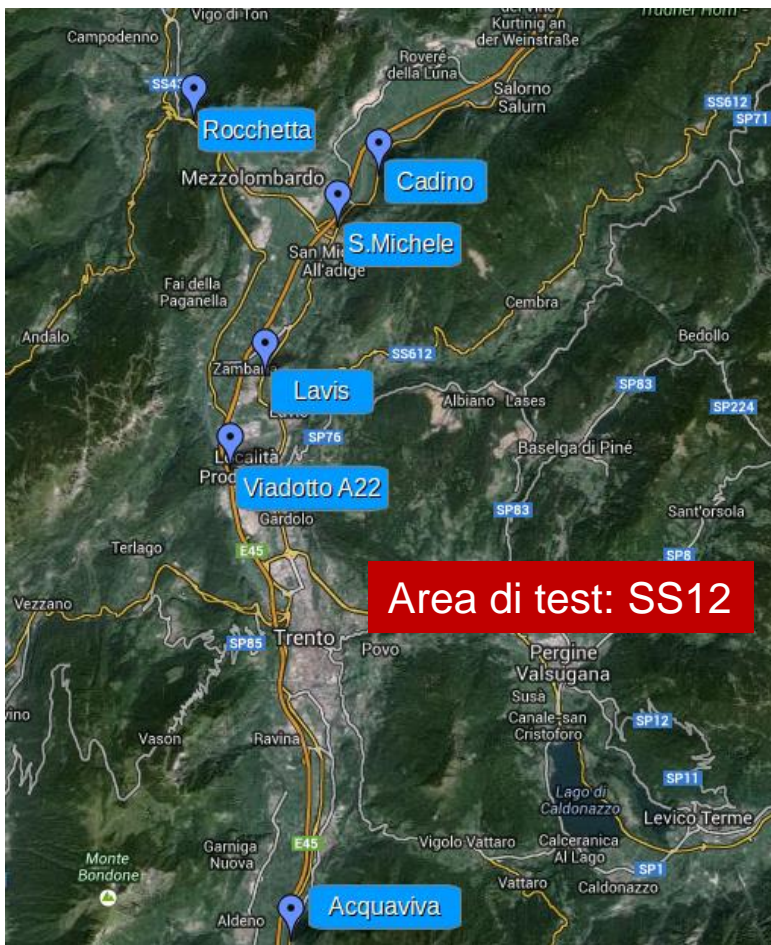 Vigo di Ton
Kurtinig an
der Weinstraße
Campodenno
Roveré
della Luna
SS43
Salorno
Salurn
SS612
SP71
Rocchetta
Cadino
Mezzolombardo
S.Michele
San Mic
All'adige
Fai della
Paganella
Cembra
Andalo
Bedollo
SS612
Zambana
SP83
Lavis
Albiano
Lases
SP224
SP76
Località
Baselga di Piné
Viadotto A22
Gardolo
SP83
Sant'orsola
Terlago
E45
SP8
Area di test: SS12
Vezzano
Trento
SP85
Povo
Pergine
Valsugana
Susa
Canale-san
Cristoforo
SP12
Vason
Ravina
SP11
Lago di
Caldonazzo
Levico Terme
Garniga
Nuova
E45
Vigolo Vattaro
Calceranica
Al Lago
SP1
Monte
Bondone
Vattaro
Caldonazzo
Acquaviva
Aldeno